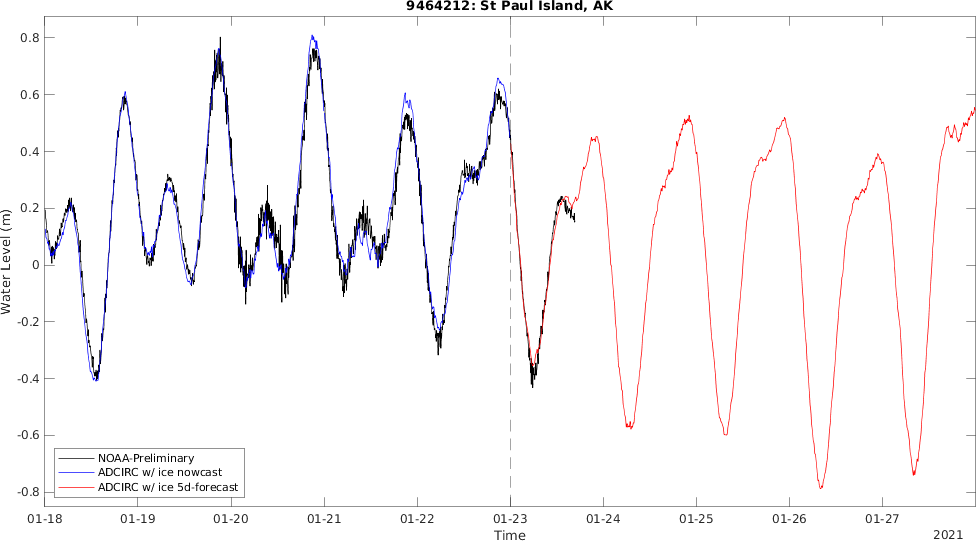 9464212: St Paul Island, AK
Water Level (m)
0.8
0.6
0.4
0.2
0
-0.2
-0.4
-0.6
-0.8
NOAA-Preliminary
ADCIRC w/ ice nowcast
ADCIRC w/ ice 5d-forecast
01-18 01-19 01-20 01-21 01-22 01-23 01-24 01-25 01-26 01-27
Time
2021